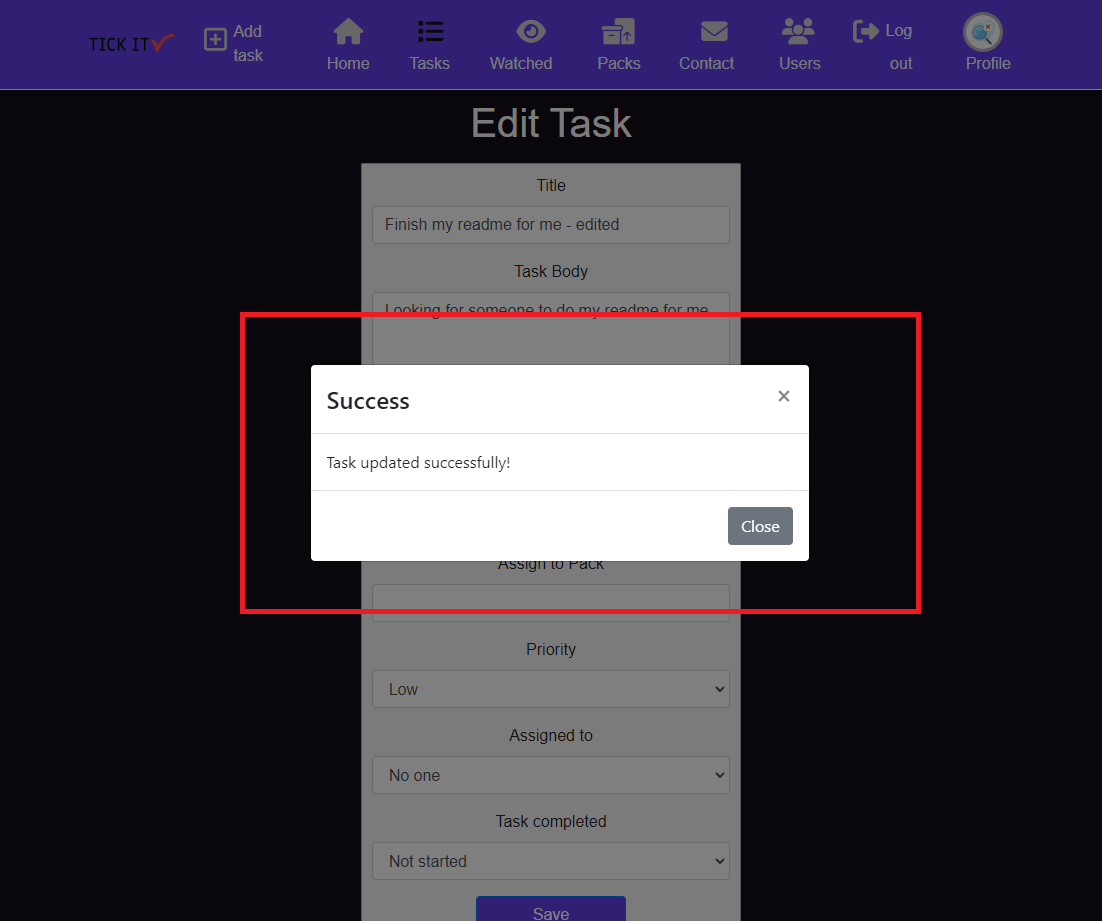 TICK IT
Add
task
Home
Tasks
Watched
Packs
Contact
Users
Log
out
Profile
Edit Task
Title
Finish my readme for me - edited
Task Body
Looking for someone to do my readme for me
Success
×
Task updated successfully!
Close
Assign to Pack
Priority
Low
Assigned to
No one
Task completed
Not started
Save